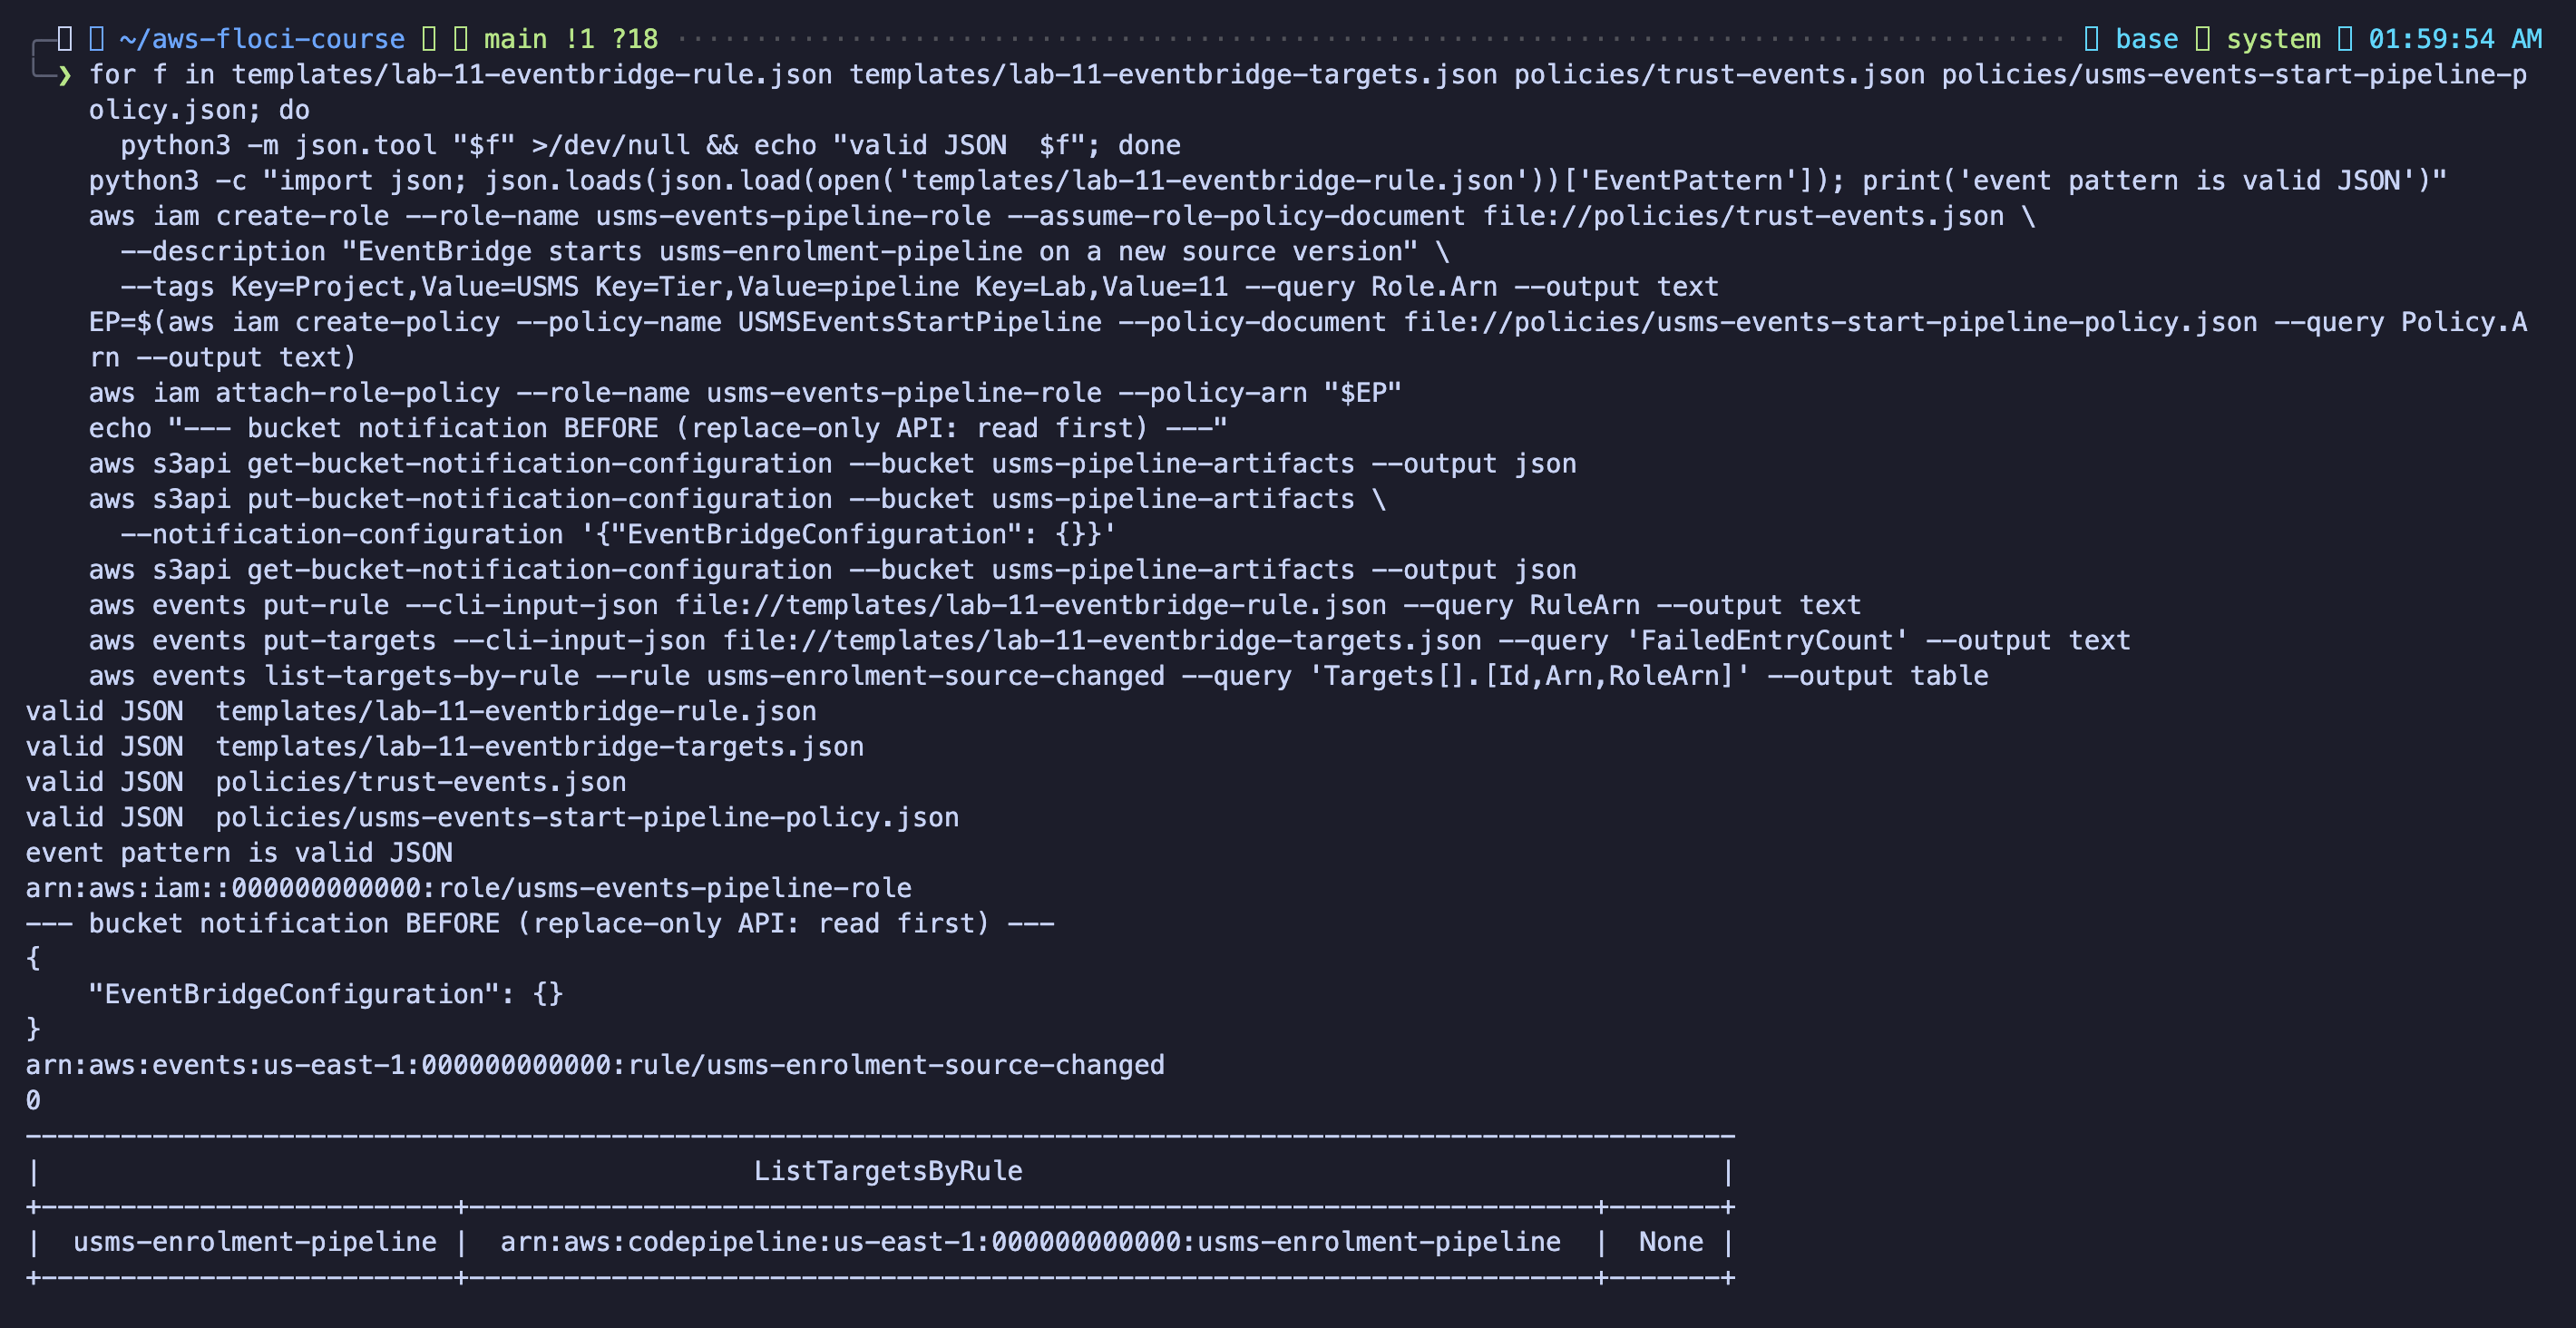 ~/aws-floci-course main !1 ?18 base system 01:59:54 AM
❯ for f in templates/lab-11-eventbridge-rule.json templates/lab-11-eventbridge-targets.json policies/trust-events.json policies/usms-events-start-pipeline-p
olicy.json; do
python3 -m json.tool "$f" >/dev/null && echo "valid JSON  $f"; done
python3 -c "import json; json.loads(json.load(open('templates/lab-11-eventbridge-rule.json'))['EventPattern']); print('event pattern is valid JSON')"
aws iam create-role --role-name usms-events-pipeline-role --assume-role-policy-document file://policies/trust-events.json \
--description "EventBridge starts usms-enrolment-pipeline on a new source version" \
--tags Key=Project,Value=USMS Key=Tier,Value=pipeline Key=Lab,Value=11 --query Role.Arn --output text
EP=$(aws iam create-policy --policy-name USMSEventsStartPipeline --policy-document file://policies/usms-events-start-pipeline-policy.json --query Policy.A
rn --output text)
aws iam attach-role-policy --role-name usms-events-pipeline-role --policy-arn "$EP"
echo "--- bucket notification BEFORE (replace-only API: read first) ---"
aws s3api get-bucket-notification-configuration --bucket usms-pipeline-artifacts --output json
aws s3api put-bucket-notification-configuration --bucket usms-pipeline-artifacts \
--notification-configuration '{"EventBridgeConfiguration": {}}'
aws s3api get-bucket-notification-configuration --bucket usms-pipeline-artifacts --output json
aws events put-rule --cli-input-json file://templates/lab-11-eventbridge-rule.json --query RuleArn --output text
aws events put-targets --cli-input-json file://templates/lab-11-eventbridge-targets.json --query 'FailedEntryCount' --output text
aws events list-targets-by-rule --rule usms-enrolment-source-changed --query 'Targets[].[Id,Arn,RoleArn]' --output table
valid JSON  templates/lab-11-eventbridge-rule.json
valid JSON  templates/lab-11-eventbridge-targets.json
valid JSON  policies/trust-events.json
valid JSON  policies/usms-events-start-pipeline-policy.json
event pattern is valid JSON
arn:aws:iam::000000000000:role/usms-events-pipeline-role
--- bucket notification BEFORE (replace-only API: read first) ---
{
"EventBridgeConfiguration": {}
}
arn:aws:events:us-east-1:000000000000:rule/usms-enrolment-source-changed
0
ListTargetsByRule
| usms-enrolment-pipeline | arn:aws:codepipeline:us-east-1:000000000000:usms-enrolment-pipeline | None |